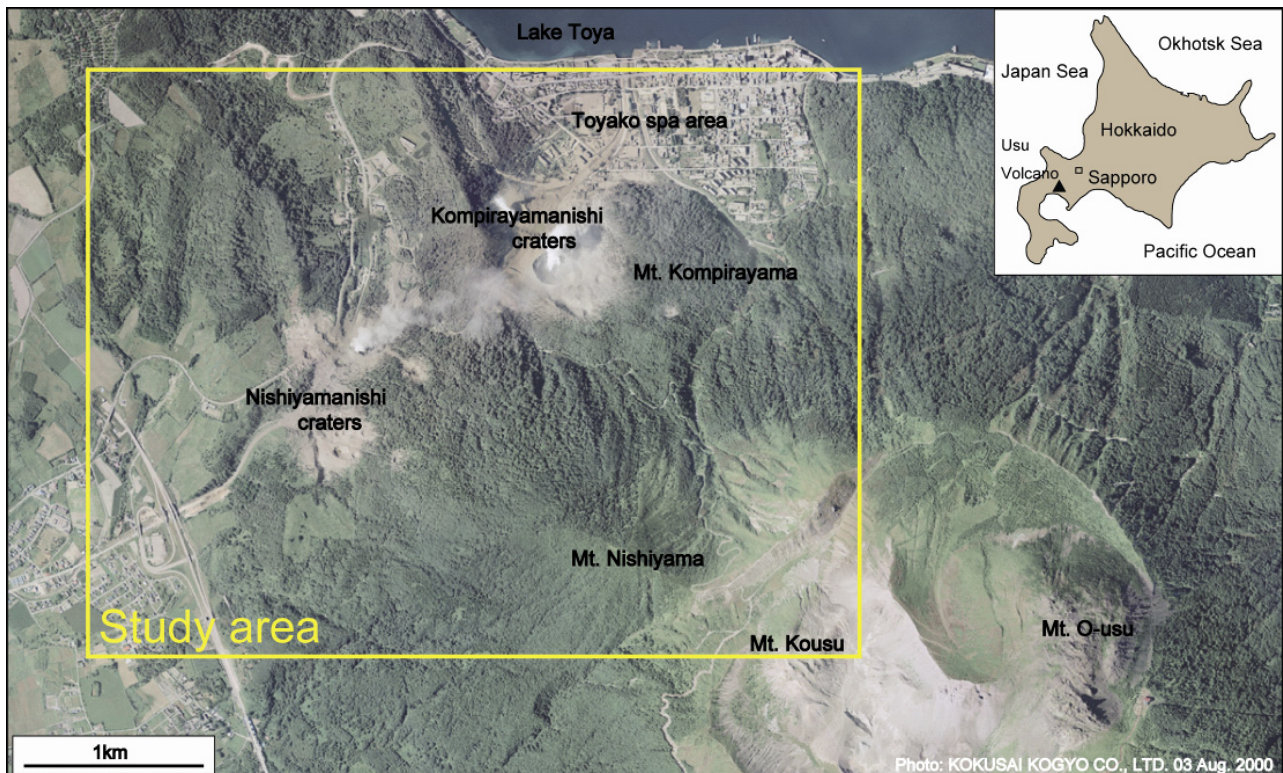 Lake Toya
Okhotsk Sea
Japan Sea
Hokkaido
Usu
Volcano
Sapporo
Pacific Ocean
Toyako spa area
Kompirayamanishi
craters
Mt. Kompirayama
Nishiyamanishi
craters
Mt. Nishiyama
Study area
Mt. Kousu
Mt. O-usu
1km
Photo: KOKUSAI KOGYO CO., LTD. 03 Aug. 2000